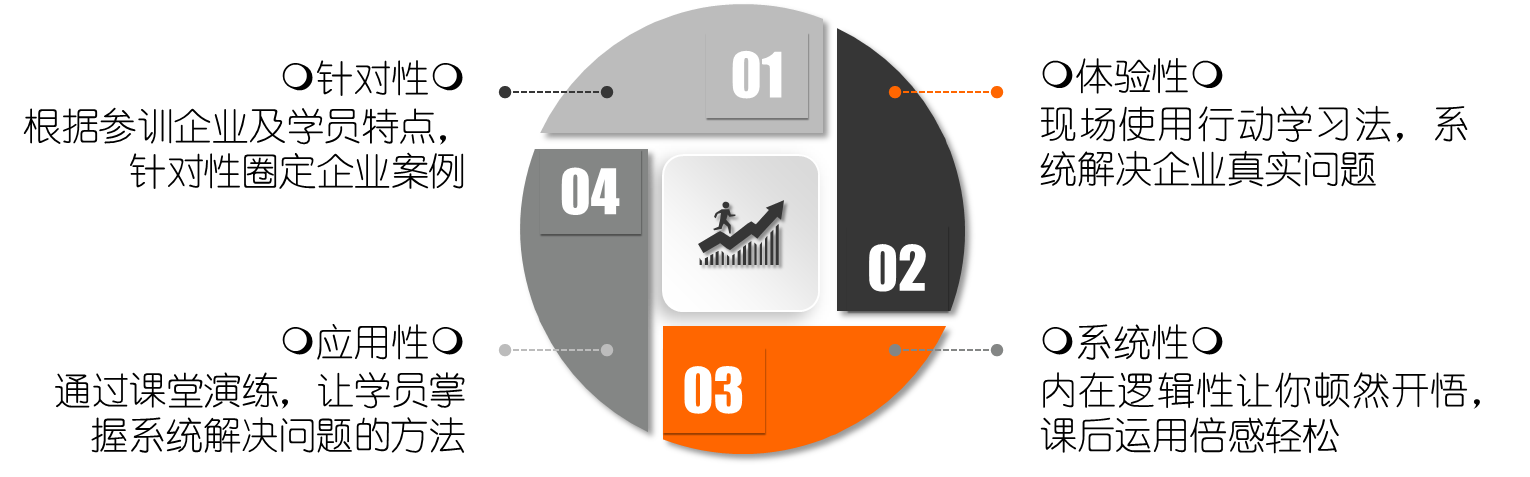 ❍针对性❍
根据参训企业及学员特点，
针对性圈定企业案例
01
❍体验性❍
现场使用行动学习法，系
统解决企业真实问题
02
❍系统性❍
内在逻辑性让你顿然开悟，
课后运用倍感轻松
03
❍应用性❍
通过课堂演练，让学员掌
握系统解决问题的方法
04